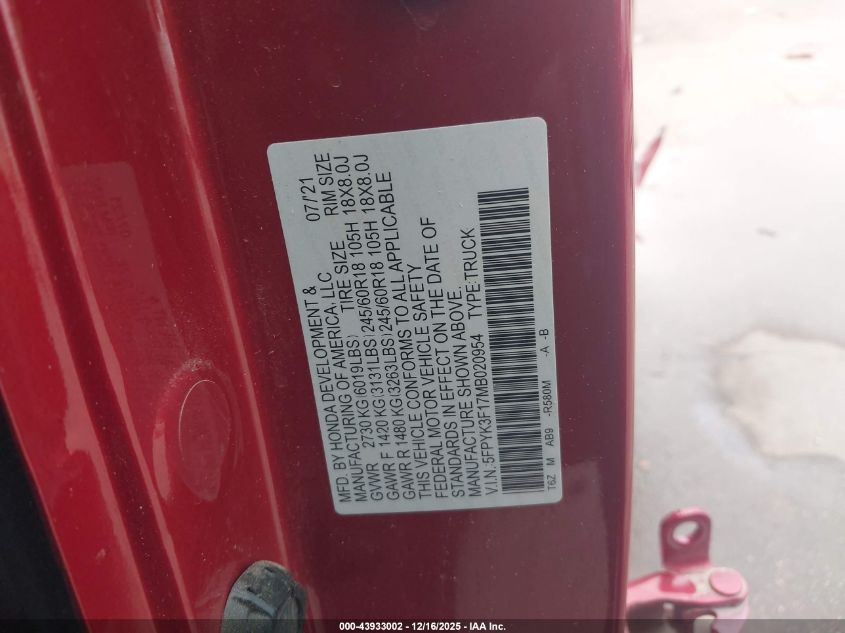 MFD. BY HONDA DEVELOPMENT &
MANUFACTURING OF AMERICA, LLC 07/'21
GVWR 2730 KG(6019LBS) TIRE SIZE RIM SIZE
GAWR F 1420 KG(3131LBS)245/60R18 105H 18X8.0J
GAWR R 1480 KG(3263LBS)245/60R18 105H 18X8.0J
THIS VEHICLE CONFORMS TO ALL APPLICABLE
FEDERAL MOTOR VEHICLE SAFETY
STANDARDS IN EFFECT ON THE DATE OF
MANUFACTURE SHOWN ABOVE.
V.I.N.:5FPYK3F17MB020954 TYPE:TRUCK
T6Z M AB9 -R580M -A -B
000-43933002 - 12/16/2025 - IAA Inc.